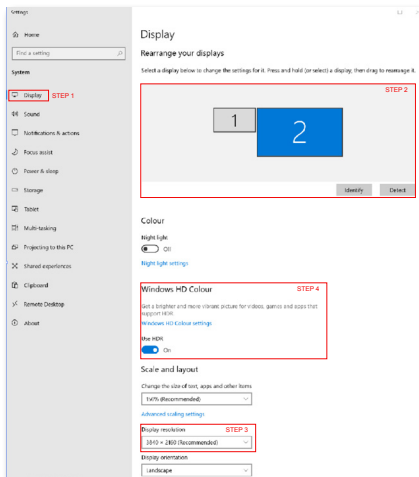 Settings
Home
Find a setting
System
Display STEP 1
Sound
Notifications & actions
Focus assist
Power & sleep
Storage
Tablet
Multi-tasking
Projecting to this PC
Shared experiences
Clipboard
Remote Desktop
About
Display
Rearrange your displays
Select a display below to change the settings for it. Press and hold (or select) a display, then drag to rearrange it.
STEP 2
1
2
Identify Detect
Colour
Night light
Off
Night light settings
Windows HD Colour STEP 4
Get a brighter and more vibrant picture for videos, games and apps that
support HDR.
Windows HD Colour settings
Use HDR
On
Scale and layout
Change the size of text, apps and other items
150% (Recommended)
Advanced scaling settings
Display resolution STEP 3
3840 × 2160 (Recommended)
Display orientation
Landscape